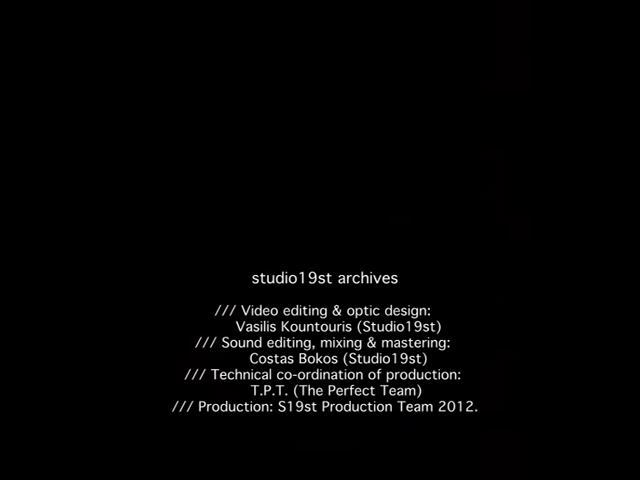 studio19st archives
/// Video editing & optic design:
Vasilis Kountouris (Studio19st)
/// Sound editing, mixing & mastering:
Costas Bokos (Studio19st)
/// Technical co-ordination of production:
T.P.T. (The Perfect Team)
/// Production: S19st Production Team 2012.